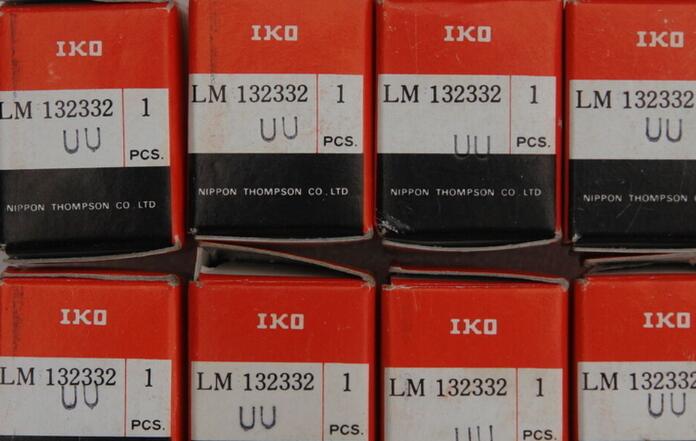 IKO
LM 132332 1
UU
PCS.
NIPPON THOMPSON CO., LTD
IKO
LM 132332 1
UU
PCS.
NIPPON THOMPSON CO., LTD
IKO
LM 132332 1
UU
PCS.
NIPPON THOMPSON CO., LTD
IKO
LM 132332
UU
NIPPON THOMPSON
IKO
LM 132332 1
UU
PCS.
IKO
LM 132332 1
UU
PCS.
IKO
LM 132332 1
UU
PCS.
IKO
LM 132332
UU